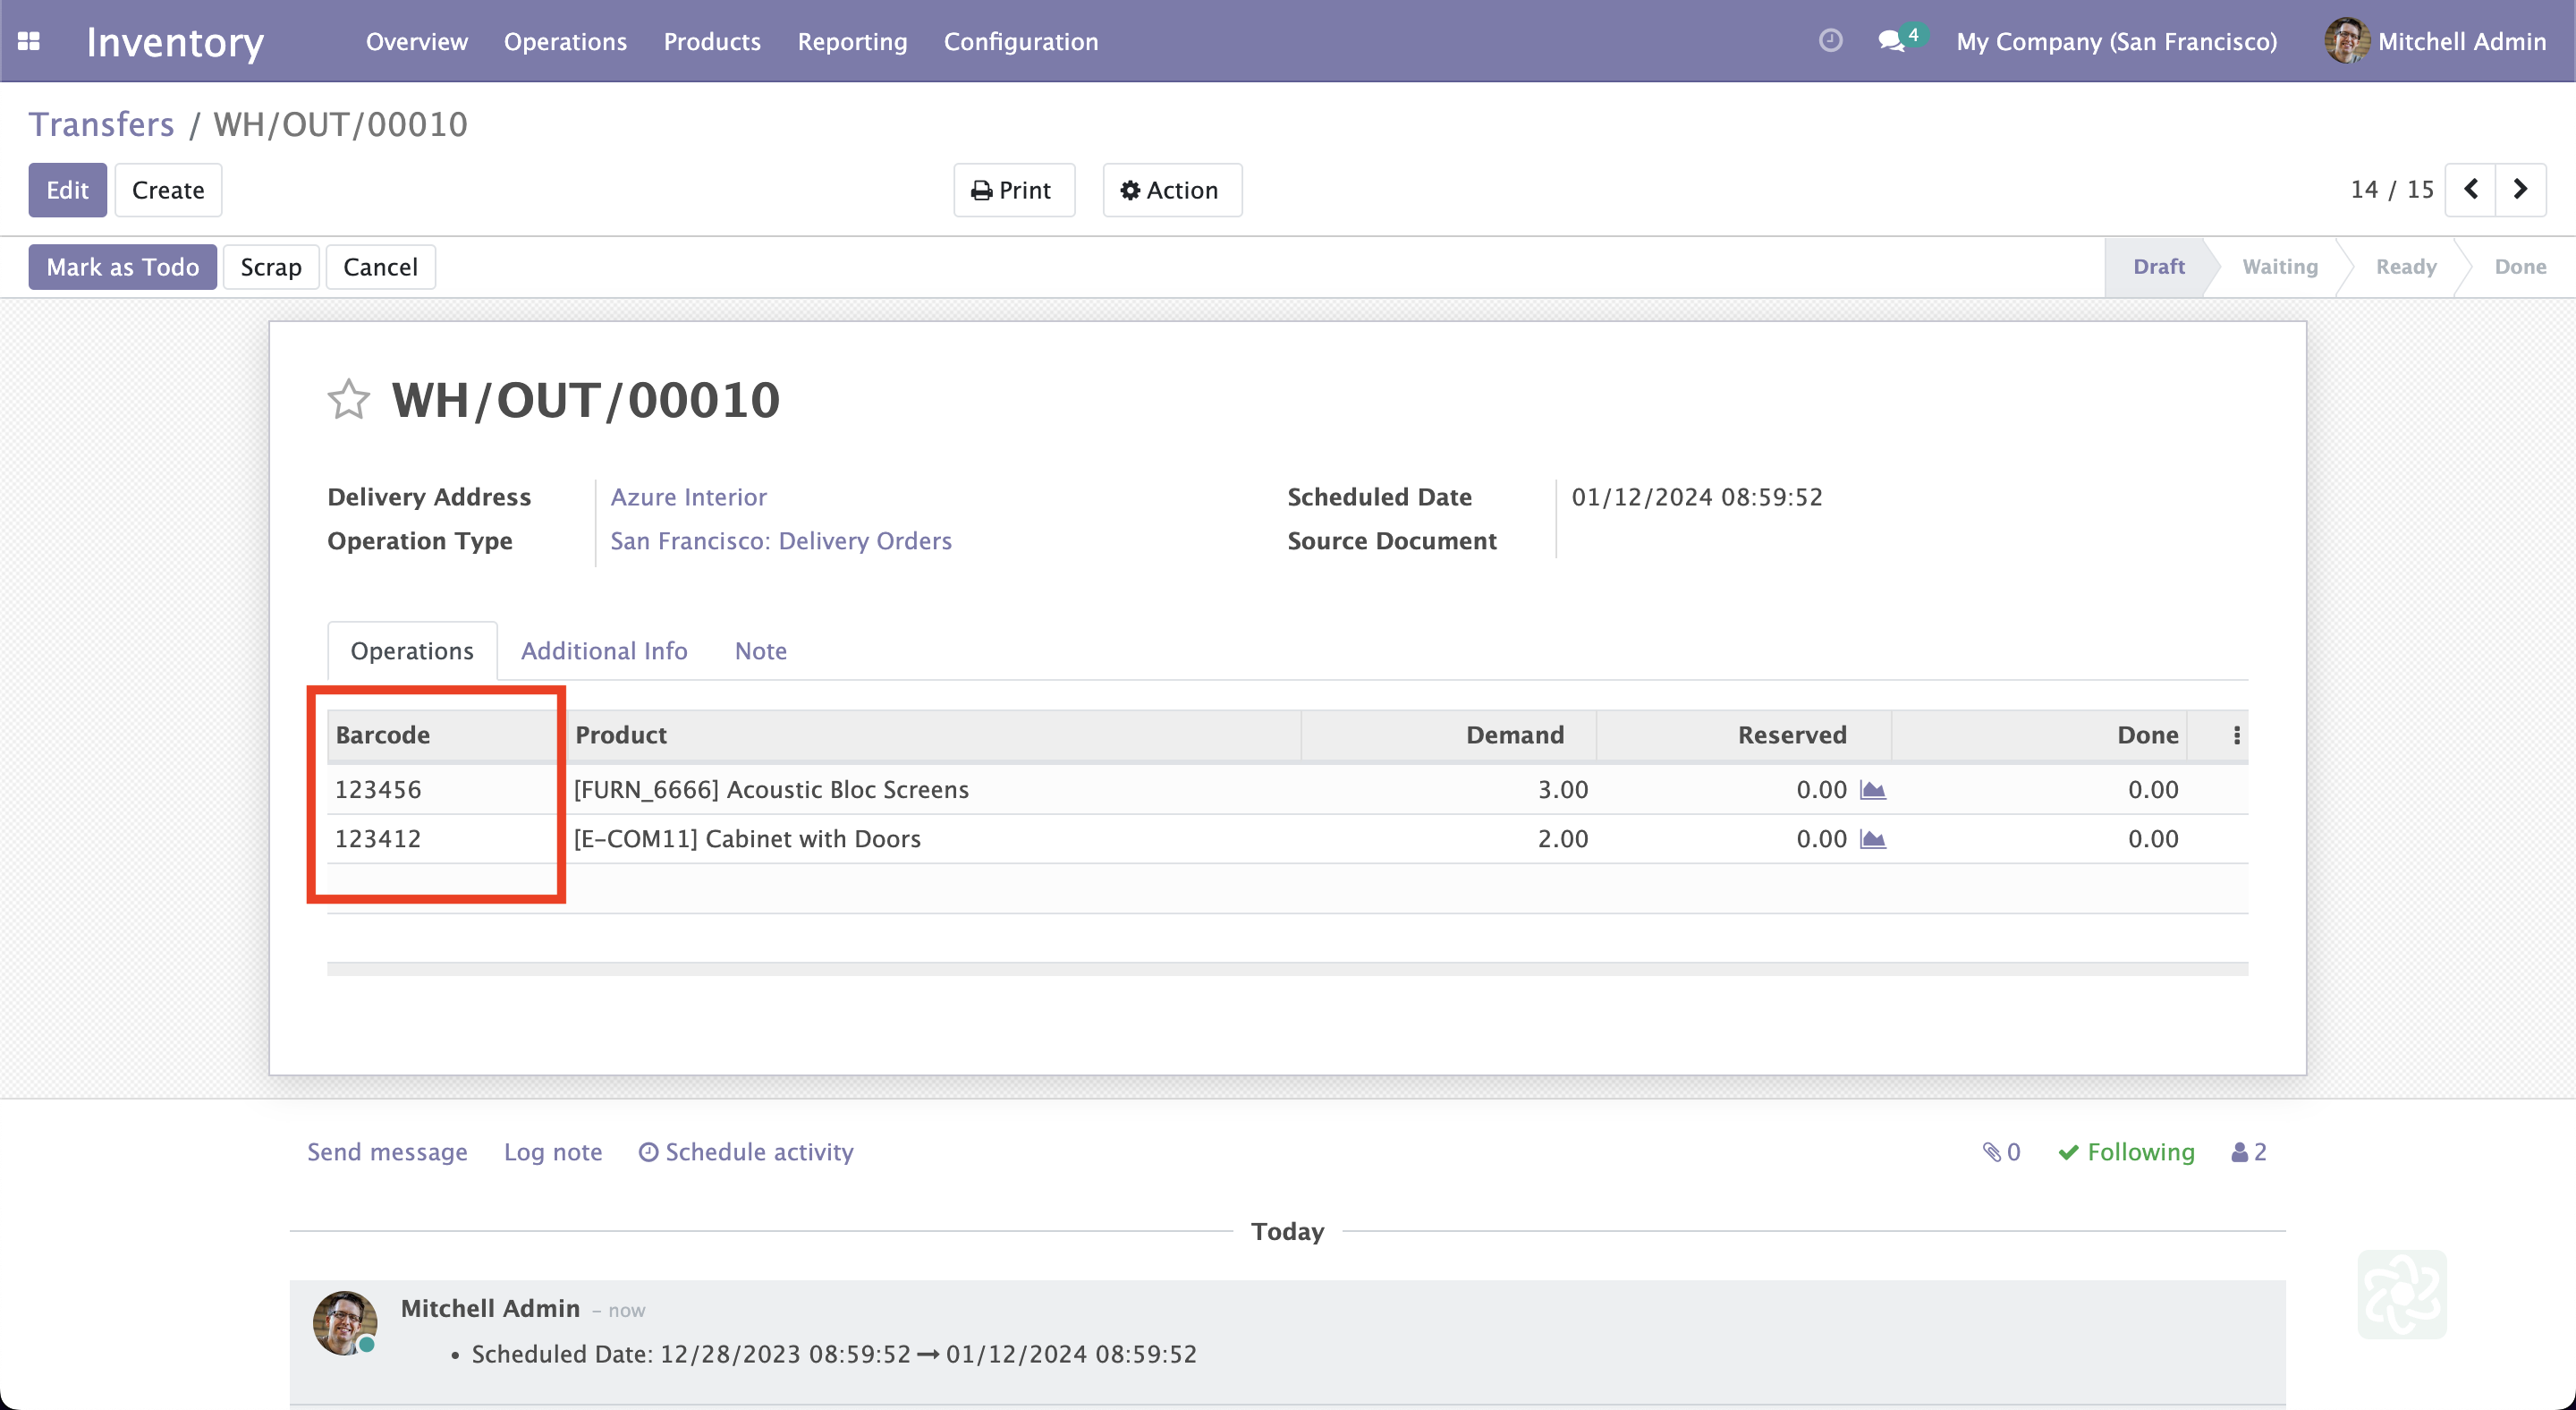 Inventory Overview Operations Products Reporting Configuration 4 My Company (San Francisco) Mitchell Admin
Transfers / WH/OUT/00010
Edit Create Print Action 14 / 15
Mark as Todo Scrap Cancel Draft Waiting Ready Done
WH/OUT/00010
Delivery Address Azure Interior Scheduled Date 01/12/2024 08:59:52
Operation Type San Francisco: Delivery Orders Source Document
Operations Additional Info Note
Barcode Product Demand Reserved Done
123456 [FURN_6666] Acoustic Bloc Screens 3.00 0.00 0.00
123412 [E-COM11] Cabinet with Doors 2.00 0.00 0.00
Send message Log note Schedule activity 0 Following 2
Today
Mitchell Admin – now
• Scheduled Date: 12/28/2023 08:59:52 → 01/12/2024 08:59:52